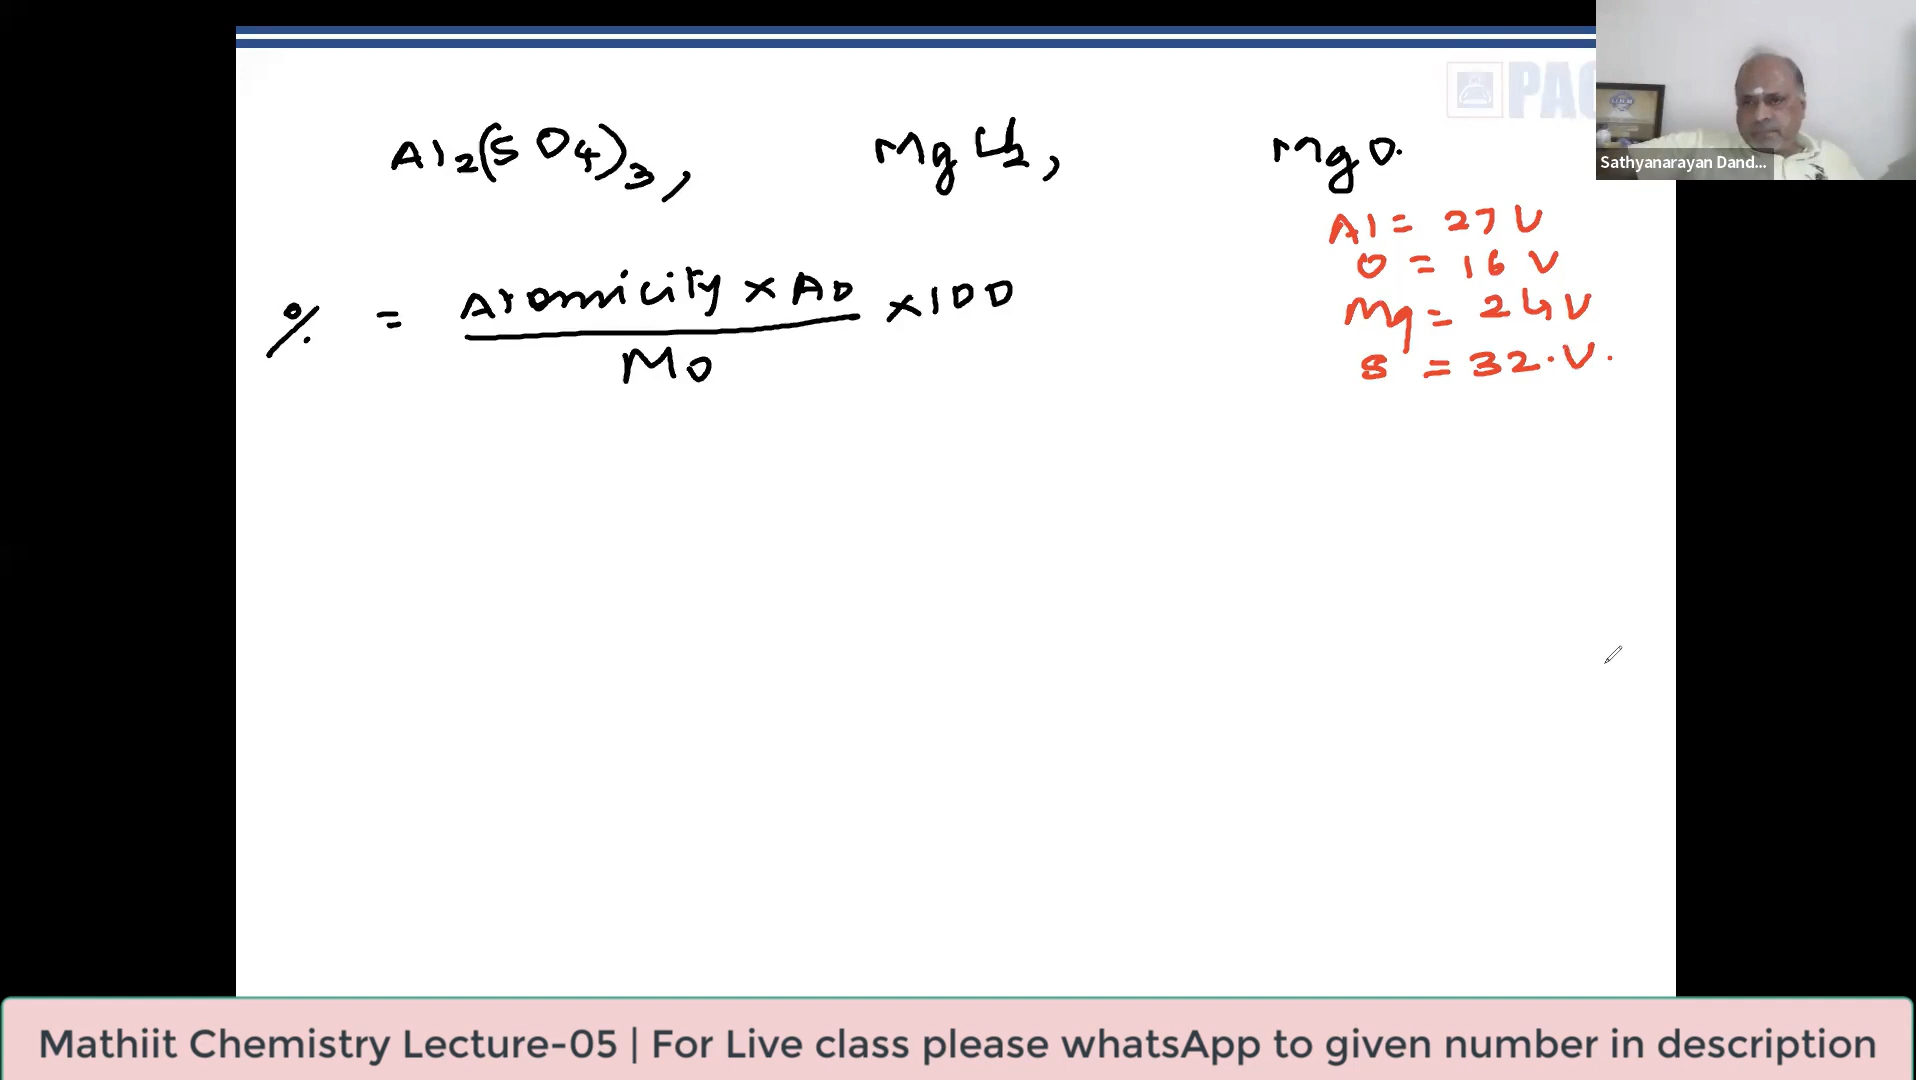 PAC
Sathyanarayan Dand...
Al₂(SO₄)₃, MgCl₂, MgO.
Al = 27 U
O = 16 U
Mg = 24 U
S = 32. U.
% = Atomicity × AO / MO × 100
Mathiit Chemistry Lecture-05 | For Live class please whatsApp to given number in description